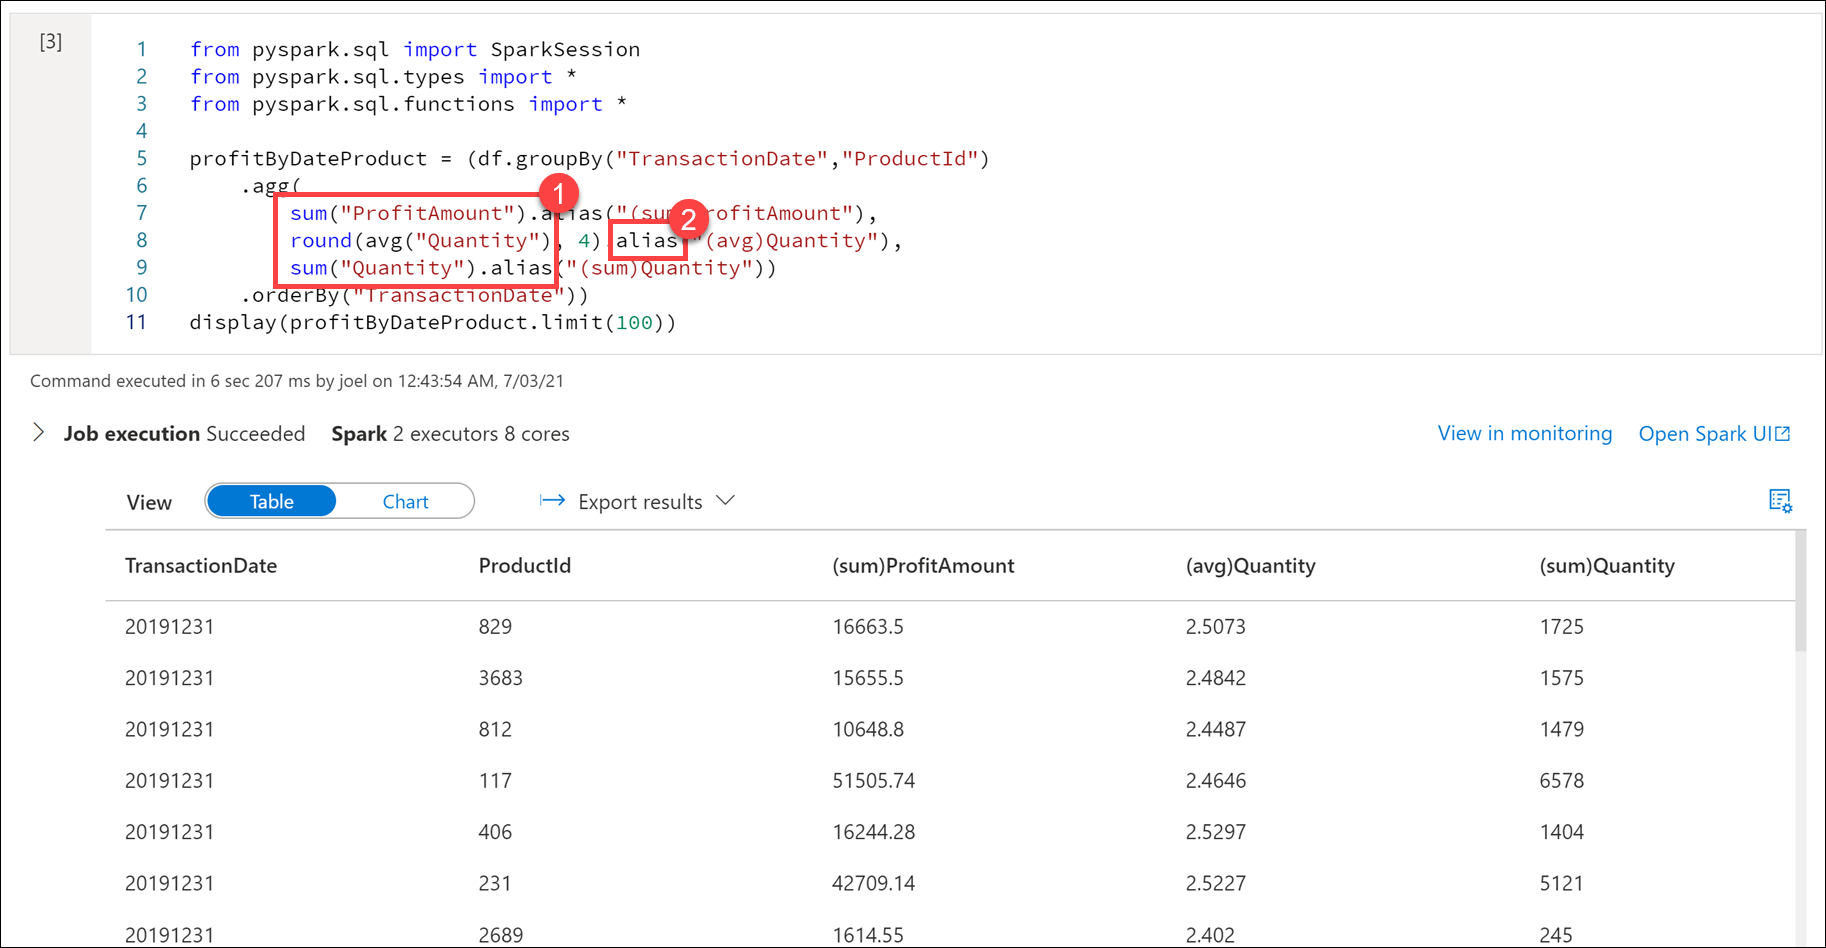 [3]
1 from pyspark.sql import SparkSession
2 from pyspark.sql.types import *
3 from pyspark.sql.functions import *
4
5 profitByDateProduct = (df.groupBy("TransactionDate","ProductId")
6 .agg(
1
7 sum("ProfitAmount").alias("(sum)ProfitAmount"),
2
8 round(avg("Quantity"), 4).alias("(avg)Quantity"),
9 sum("Quantity").alias("(sum)Quantity"))
10 .orderBy("TransactionDate"))
11 display(profitByDateProduct.limit(100))
Command executed in 6 sec 207 ms by joel on 12:43:54 AM, 7/03/21
Job execution Succeeded Spark 2 executors 8 cores View in monitoring Open Spark UI
View Table Chart Export results
TransactionDate ProductId (sum)ProfitAmount (avg)Quantity (sum)Quantity
20191231 829 16663.5 2.5073 1725
20191231 3683 15655.5 2.4842 1575
20191231 812 10648.8 2.4487 1479
20191231 117 51505.74 2.4646 6578
20191231 406 16244.28 2.5297 1404
20191231 231 42709.14 2.5227 5121
20191231 2689 1614.55 2.402 245